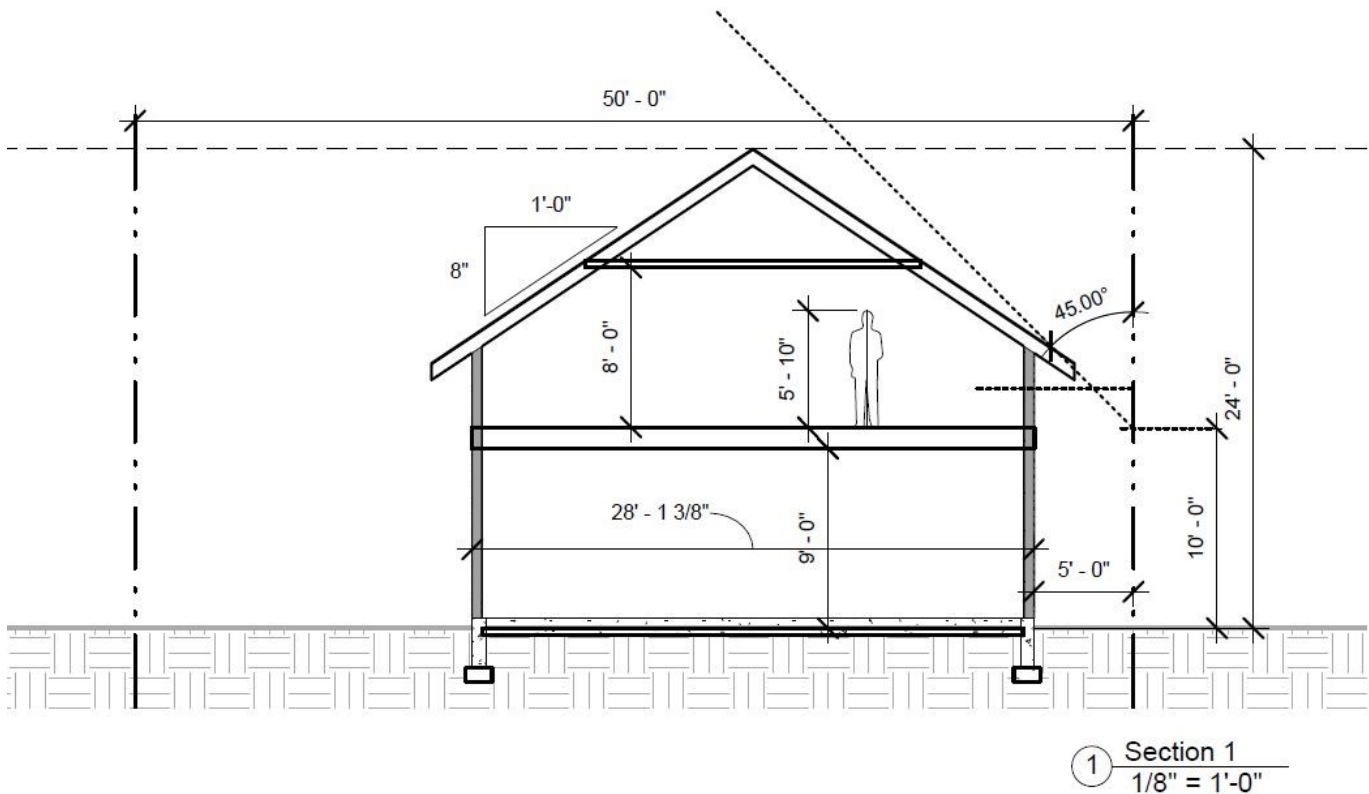 50' - 0"
1'-0"
8"
45.00°
8' - 0"
5' - 10"
24' - 0"
28' - 1 3/8"
9' - 0"
10' - 0"
5' - 0"
1
Section 1
1/8" = 1'-0"